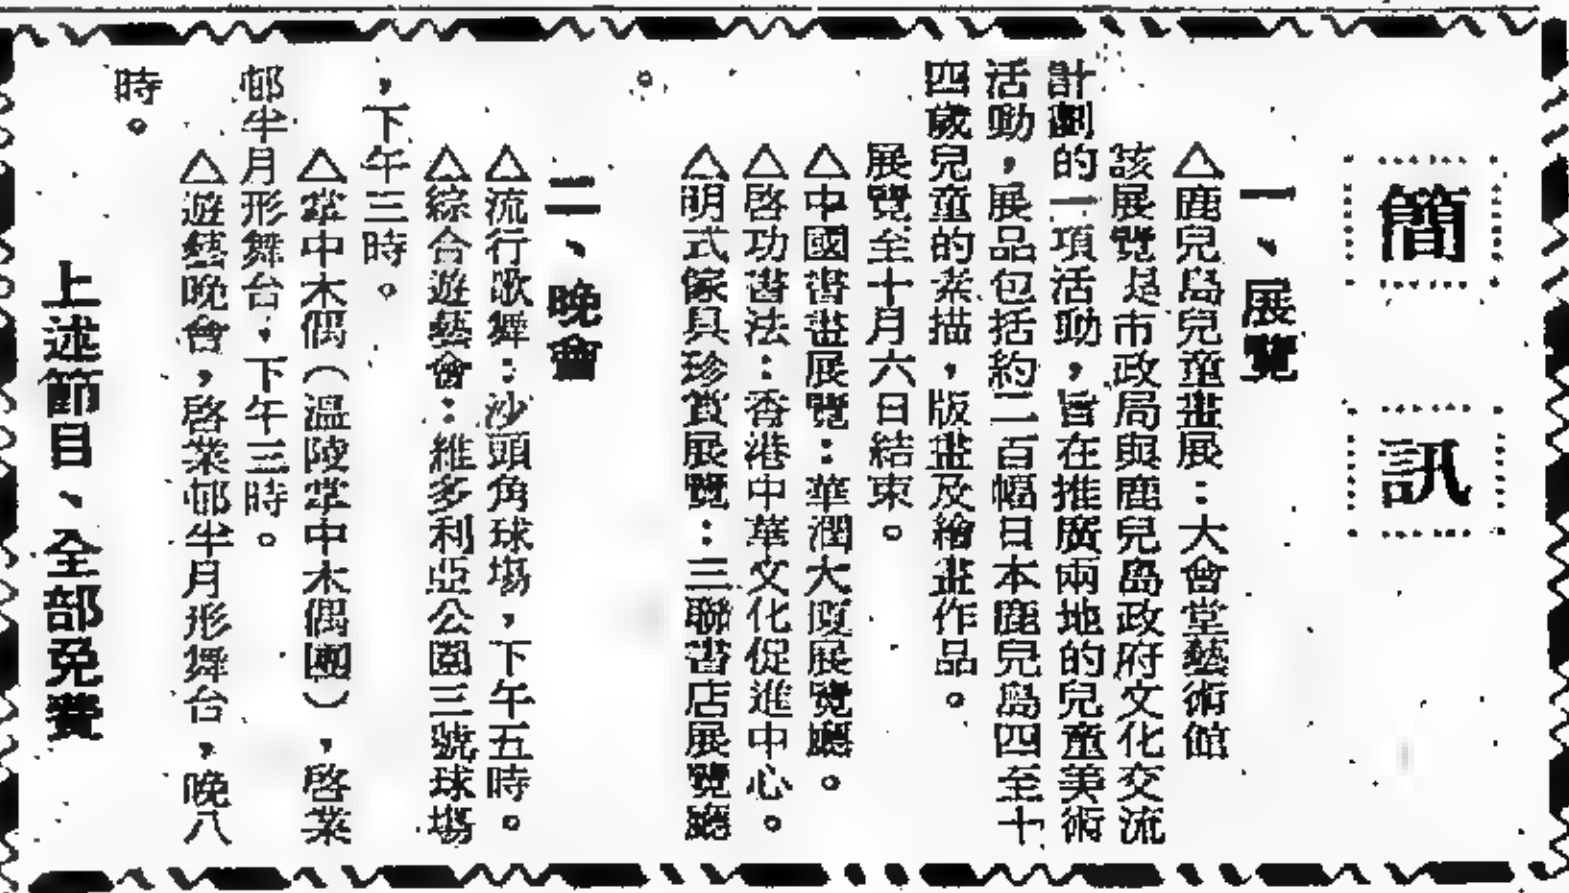 簡訊
一、展覽
△鹿兒島兒童畫展：大會堂藝術館
該展覽是市政局與鹿兒島政府文化交流
計劃的一項活動，旨在推廣兩地的兒童美術
活動，展品包括約二百幅日本鹿兒島四至十
四歲兒童的素描，版畫及繪畫作品。
展覽至十月六日結束。
△中國書畫展覽：華潤大廈展覽廳。
△啓功書法：香港中華文化促進中心。
△明式傢具珍賞展覽：三聯書店展覽廳
。
二、晚會
△流行歌舞：沙頭角球場，下午五時。
△綜合遊藝會：維多利亞公園三號球塲
，下午三時。
△掌中木偶（溫陵掌中木偶團），啓業
邨半月形舞台，下午三時。
△遊藝晚會，啓業邨半月形舞台，晚八
時。
上述節目、全部免費